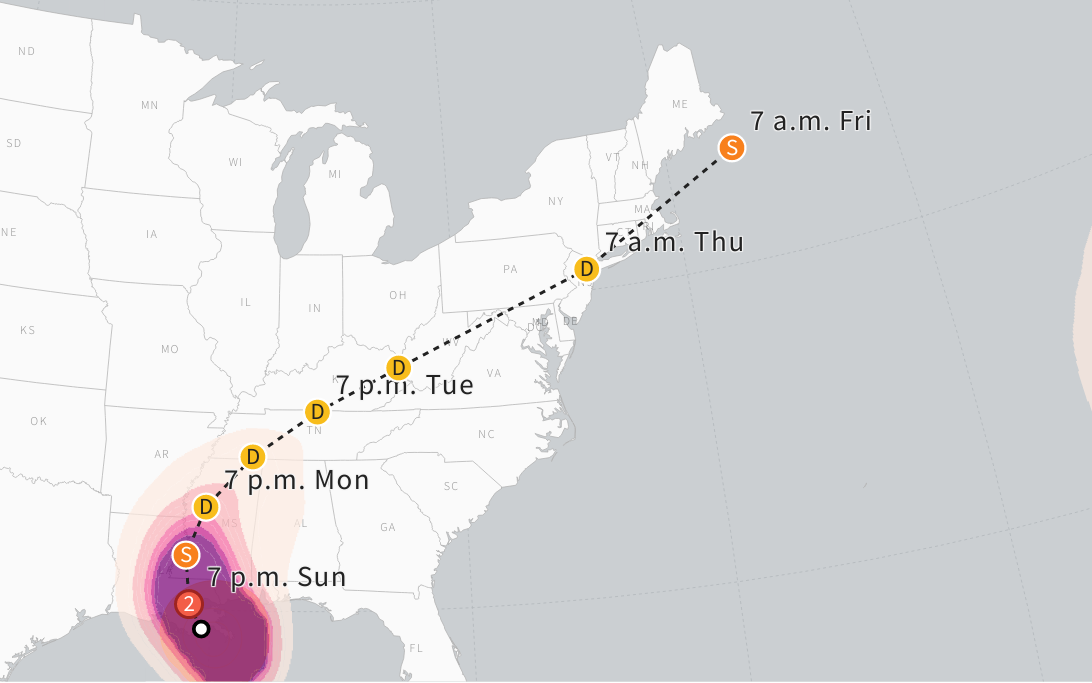 ND
MN
ME
7 a.m. Fri
S
SD
WI
MI
VT
NH
NY
MA
NE
IA
7 a.m. Thu
PA
D
IL
IN
OH
MD
DC
DE
KS
MO
D
VA
7 p.m. Tue
OK
D
TN
NC
AR
D
7 p.m. Mon
SC
D
MS
AL
GA
S
7 p.m. Sun
2
FL